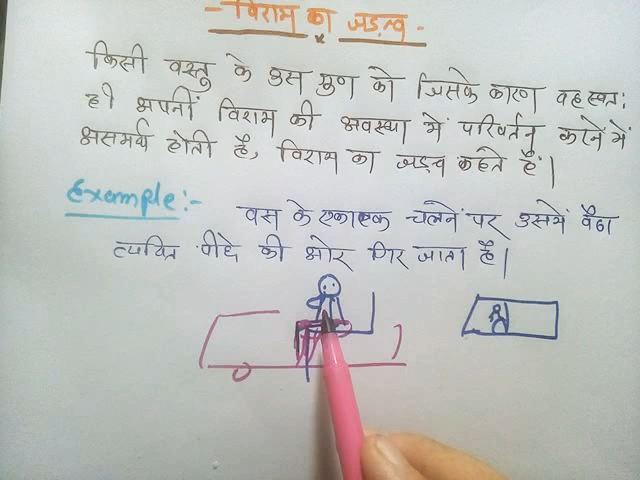 - विराम का जड़त्व -
किसी वस्तु के उस गुण को जिसके कारण वह स्वत:
ही अपनी विराम की अवस्था में परिवर्तन करने में
असमर्थ होती है, विराम का जड़त्व कहते हैं।
Example:- बस के एकाएक चलने पर उसमें बैठा
व्यक्ति पीछे की ओर गिर जाता है।